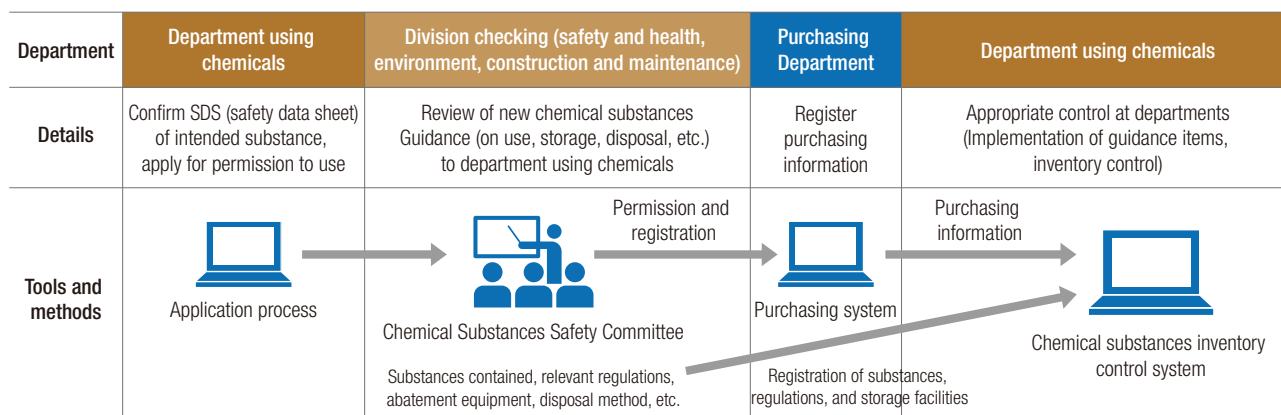 Department
Department using
chemicals
Division checking (safety and health,
environment, construction and maintenance)
Purchasing
Department
Department using chemicals
Details
Confirm SDS (safety data sheet)
of intended substance,
apply for permission to use
Review of new chemical substances
Guidance (on use, storage, disposal, etc.)
to department using chemicals
Register
purchasing
information
Appropriate control at departments
(Implementation of guidance items,
inventory control)
Tools and
methods
Application process
Chemical Substances Safety Committee
Substances contained, relevant regulations,
abatement equipment, disposal method, etc.
Permission and
registration
Purchasing system
Registration of substances,
regulations, and storage facilities
Purchasing
information
Chemical substances inventory
control system